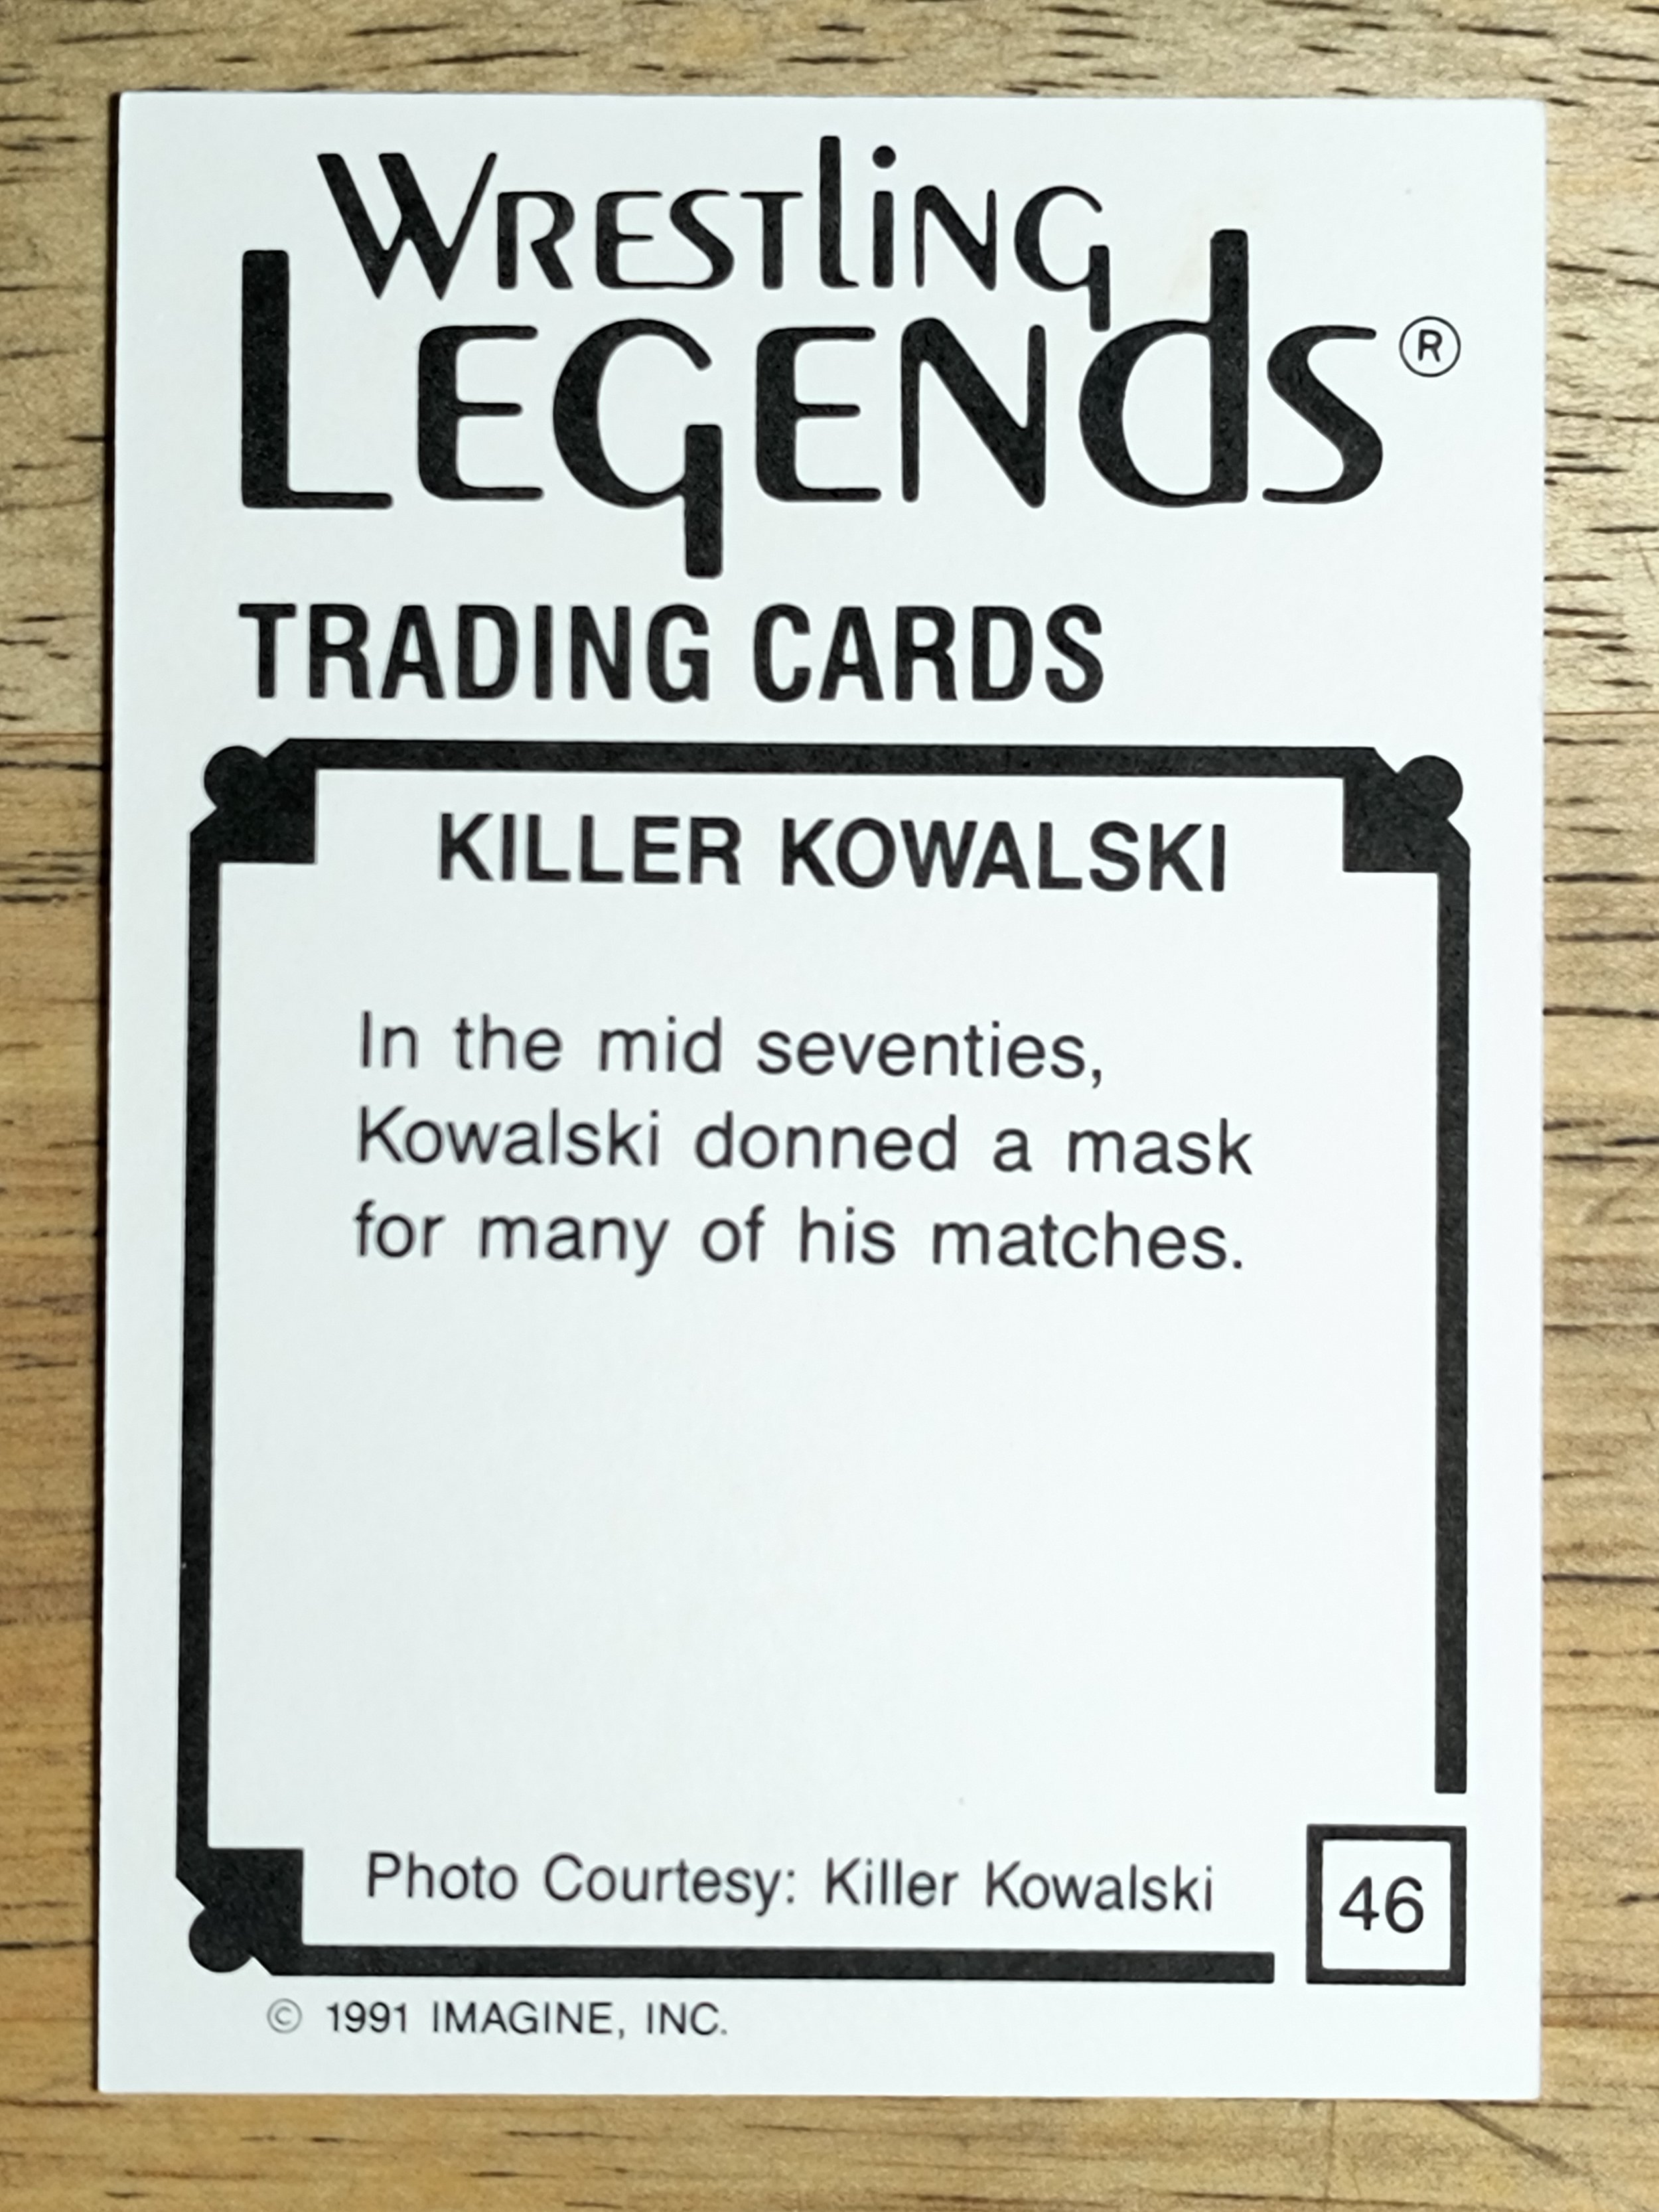 WRESTliNG
LEGENdS®
TRADING CARDS
KILLER KOWALSKI
In the mid seventies,
Kowalski donned a mask
for many of his matches.
Photo Courtesy: Killer Kowalski
46
© 1991 IMAGINE, INC.